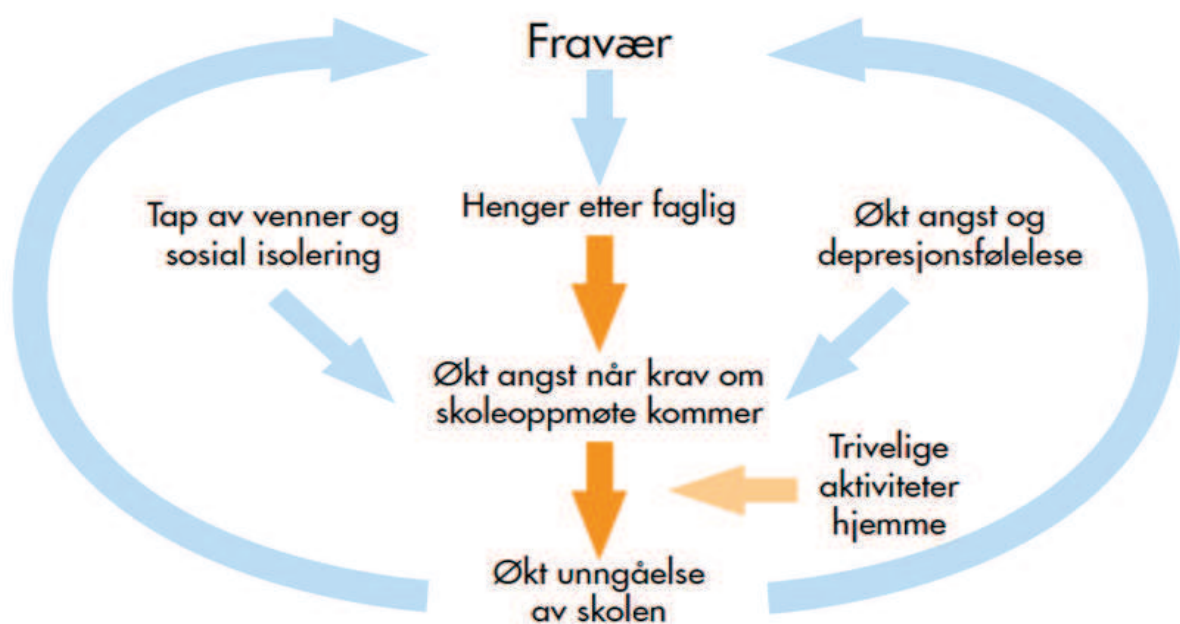 Fravær
Tap av venner og
sosial isolering
Henger etter faglig
Økt angst og
depresjonsfølelese
Økt angst når krav om
skoleoppmøte kommer
Trivelige
aktiviteter
hjemme
Økt unngåelse
av skolen